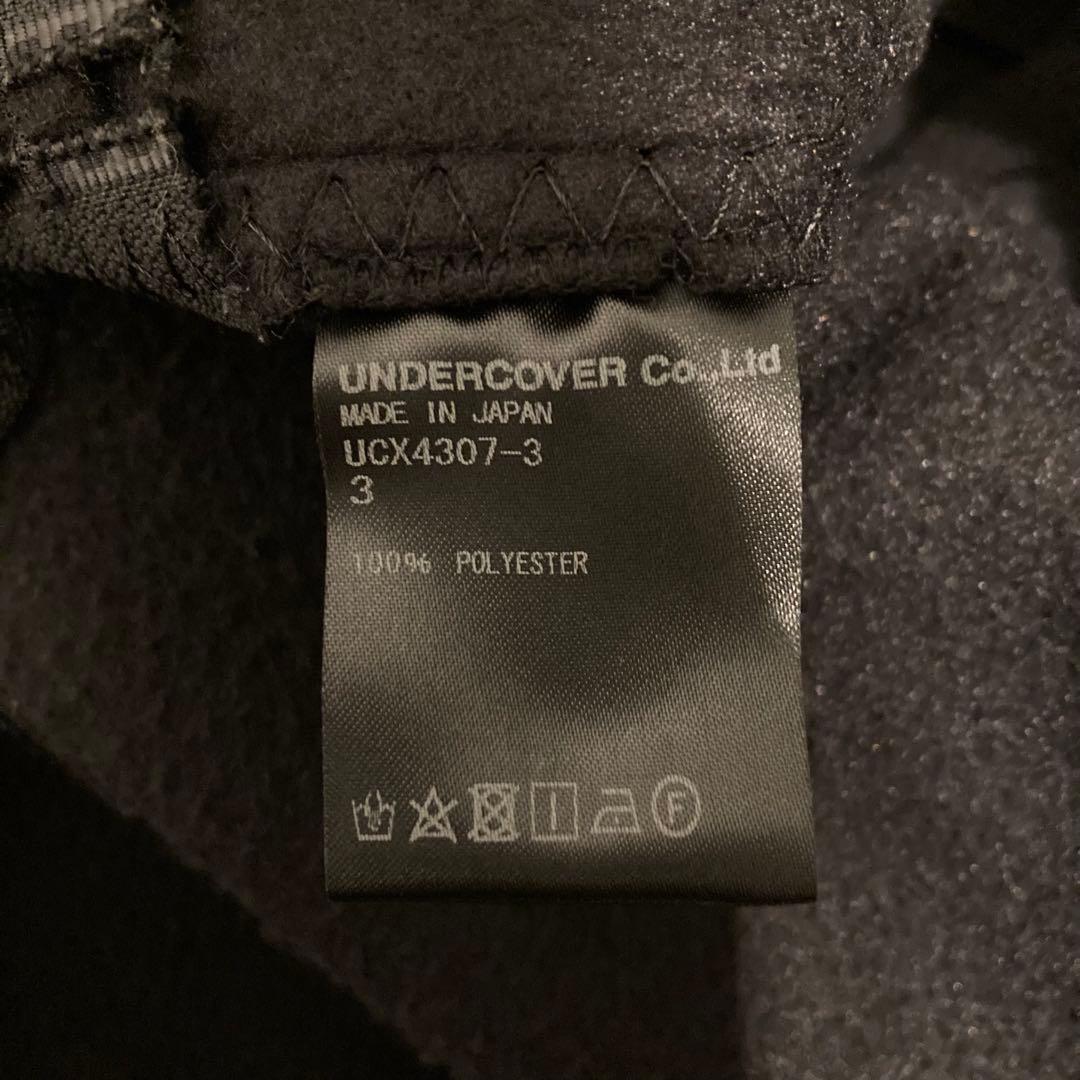 UNDERCOVER Co.,Ltd
MADE IN JAPAN
UCX4307-3
3
100% POLYESTER
F